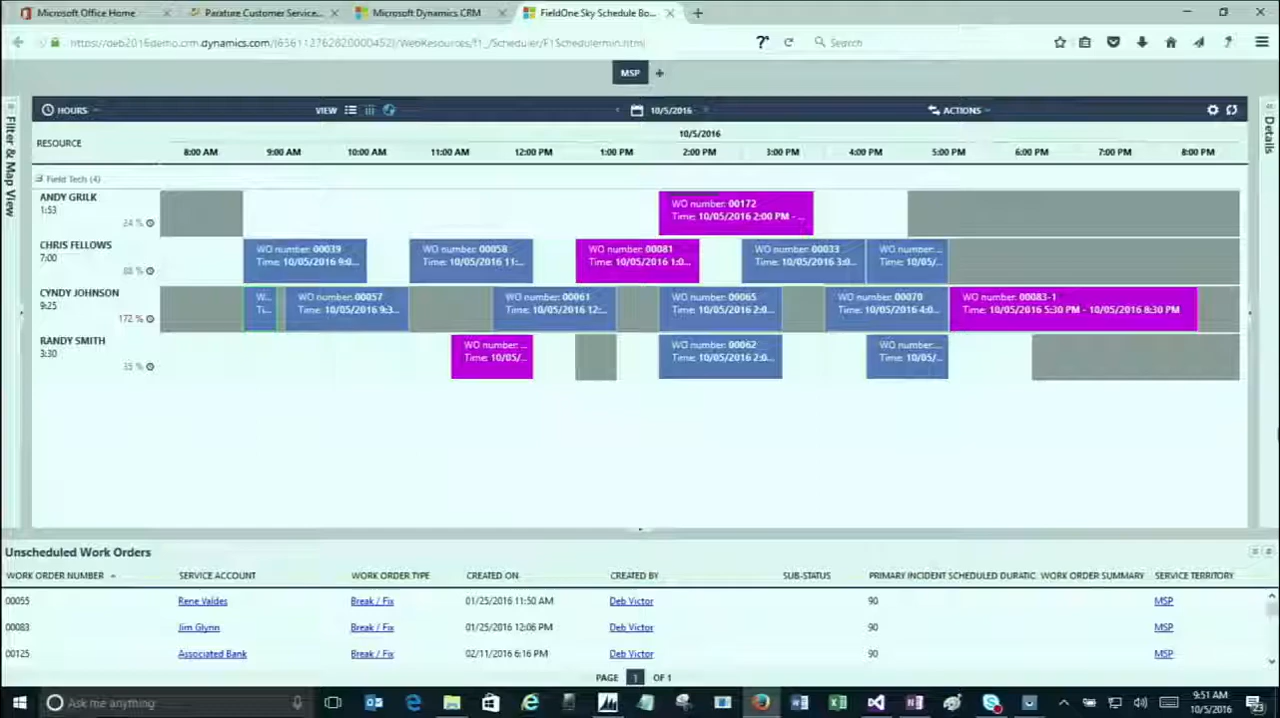 Microsoft Office Home
Parature Customer Service...
Microsoft Dynamics CRM
FieldOne Sky Schedule Bo...
https://deb2016demo.crm.dynamics.com/{636112762820000452}/WebResources/f1_/Scheduler/F1Schedulermin.html
Search
MSP
HOURS
VIEW
10/5/2016
ACTIONS
Filter & Map View
Details
RESOURCE
10/5/2016
8:00 AM 9:00 AM 10:00 AM 11:00 AM 12:00 PM 1:00 PM 2:00 PM 3:00 PM 4:00 PM 5:00 PM 6:00 PM 7:00 PM 8:00 PM
Field Tech (4)
ANDY GRILK
1:53
24 %
WO number: 00172
Time: 10/05/2016 2:00 PM - ...
CHRIS FELLOWS
7:00
88 %
WO number: 00039
Time: 10/05/2016 9:0...
WO number: 00058
Time: 10/05/2016 11:...
WO number: 00081
Time: 10/05/2016 1:0...
WO number: 00033
Time: 10/05/2016 3:0...
WO number: ...
Time: 10/05/...
CYNDY JOHNSON
9:25
172 %
W...
Ti...
WO number: 00057
Time: 10/05/2016 9:3...
WO number: 00061
Time: 10/05/2016 12:...
WO number: 00065
Time: 10/05/2016 2:0...
WO number: 00070
Time: 10/05/2016 4:0...
WO number: 00083-1
Time: 10/05/2016 5:30 PM - 10/05/2016 8:30 PM
RANDY SMITH
3:30
35 %
WO number: ...
Time: 10/05/...
WO number: 00062
Time: 10/05/2016 2:0...
WO number: ...
Time: 10/05/...
Unscheduled Work Orders
WORK ORDER NUMBER SERVICE ACCOUNT WORK ORDER TYPE CREATED ON CREATED BY SUB-STATUS PRIMARY INCIDENT SCHEDULED DURATIC WORK ORDER SUMMARY SERVICE TERRITORY
00055 Rene Valdes Break / Fix 01/25/2016 11:50 AM Deb Victor 90 MSP
00083 Jim Glynn Break / Fix 01/25/2016 12:06 PM Deb Victor 90 MSP
00125 Associated Bank Break / Fix 02/11/2016 6:16 PM Deb Victor 90 MSP
PAGE 1 OF 1
Ask me anything
9:51 AM
10/5/2016
23